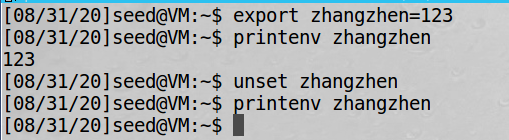 [08/31/20]seed@VM:~$ export zhangzhen=123
[08/31/20]seed@VM:~$ printenv zhangzhen
123
[08/31/20]seed@VM:~$ unset zhangzhen
[08/31/20]seed@VM:~$ printenv zhangzhen
[08/31/20]seed@VM:~$